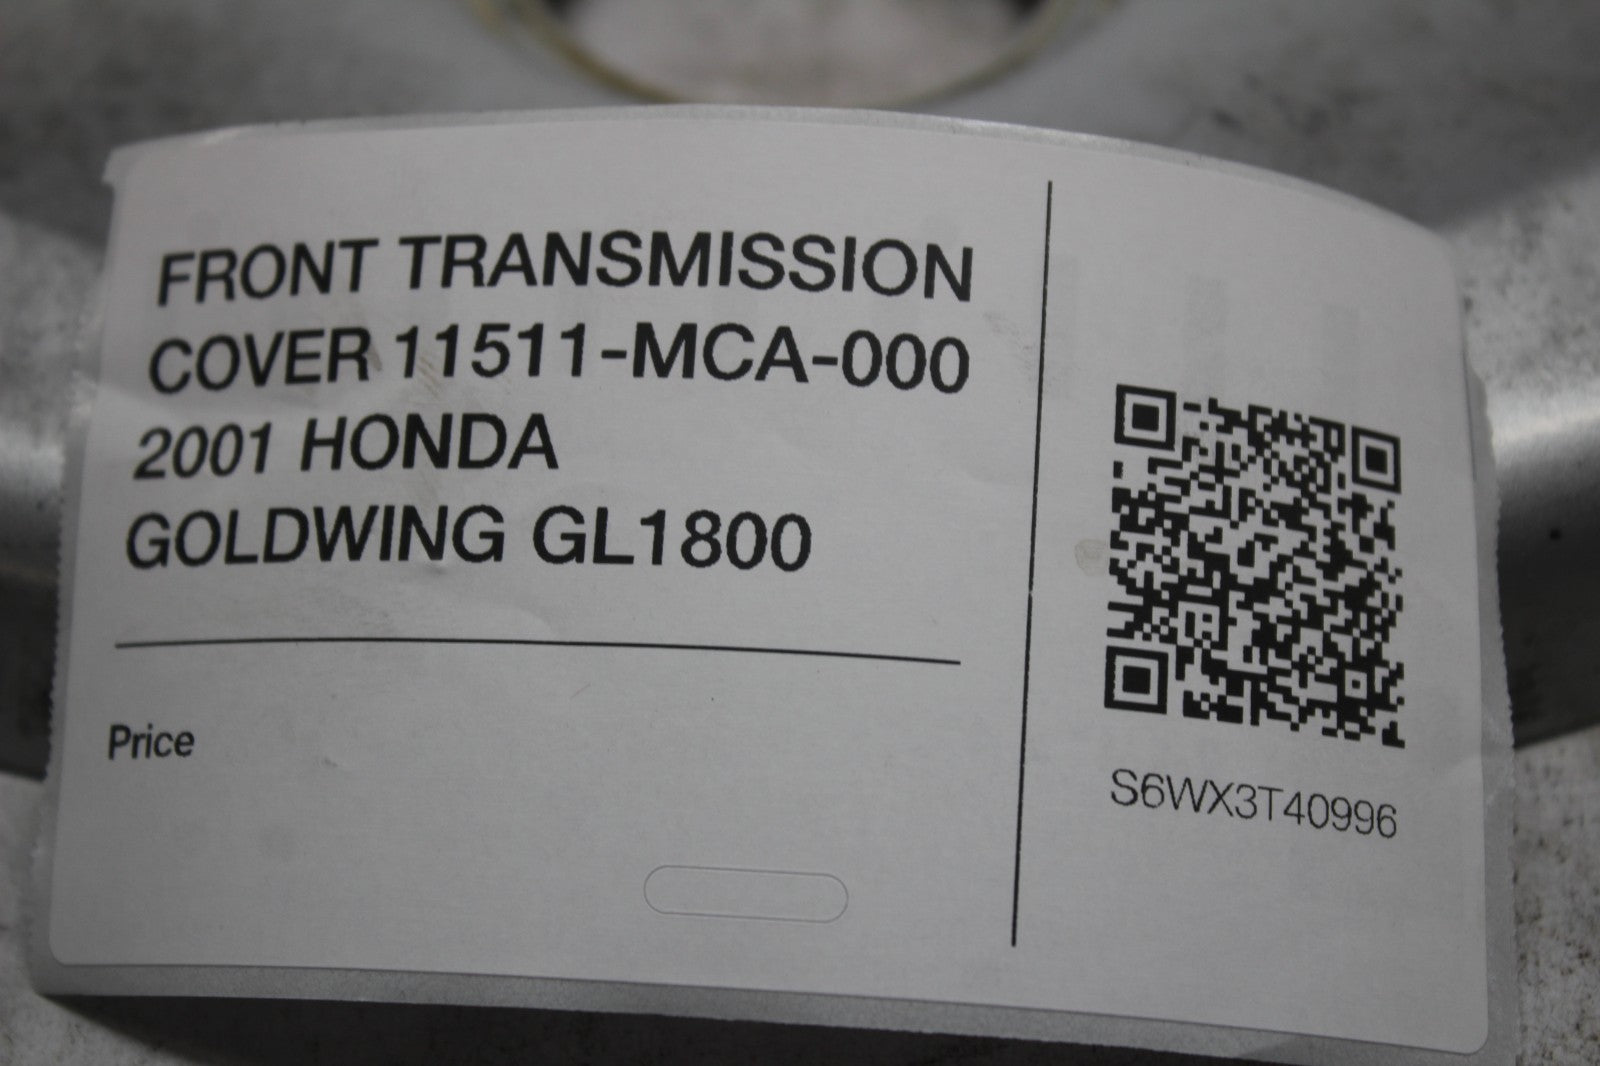 FRONT TRANSMISSION
COVER 11511-MCA-000
2001 HONDA
GOLDWING GL1800
Price
S6WX3T40996